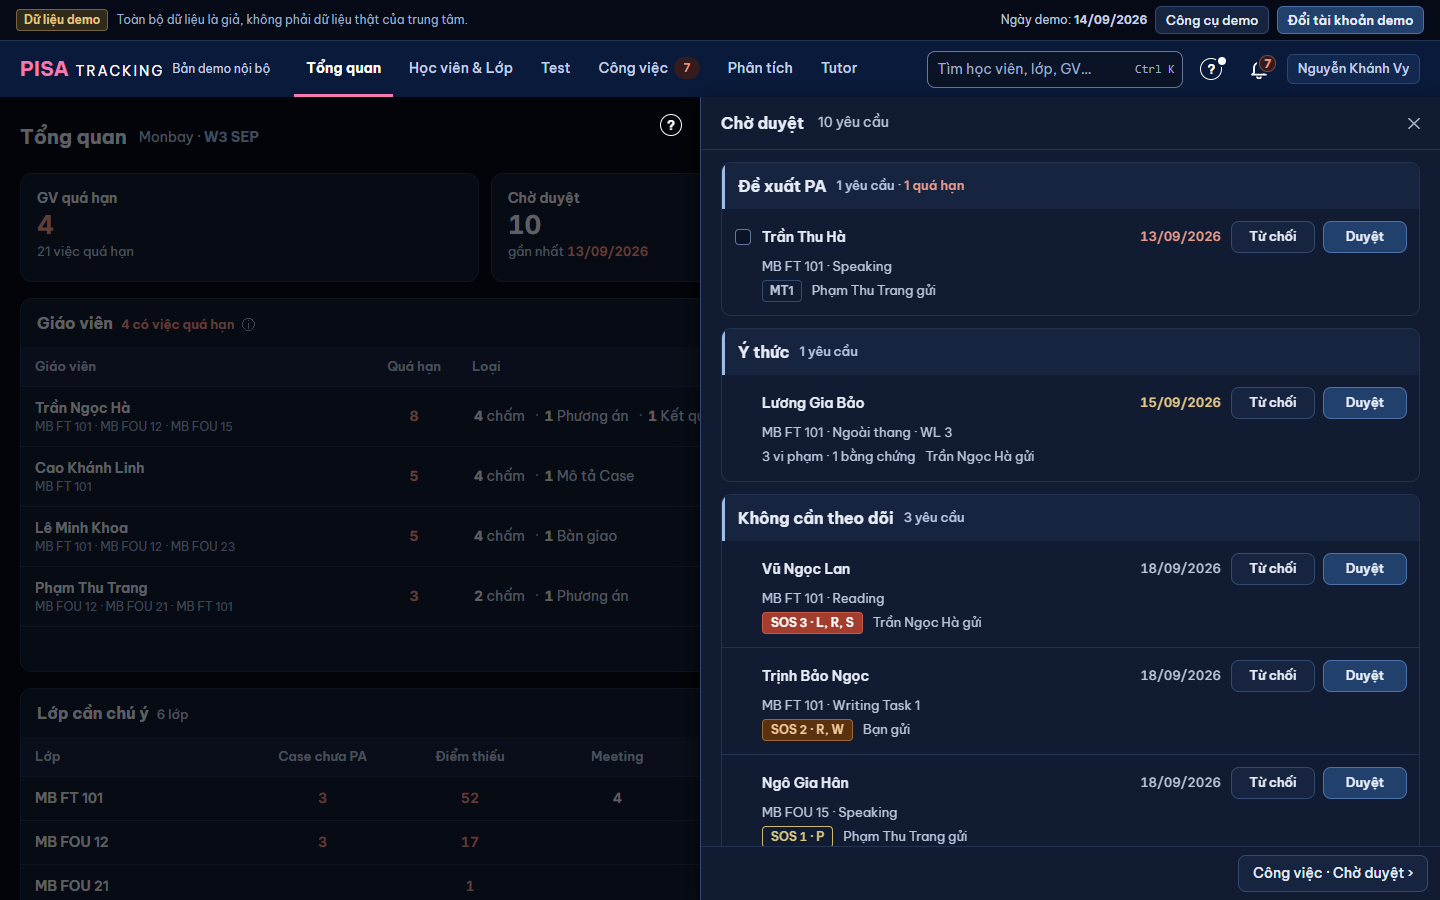 Dữ liệu demo Toàn bộ dữ liệu là giả, không phải dữ liệu thật của trung tâm. Ngày demo: 14/09/2026 Công cụ demo Đổi tài khoản demo
PISA TRACKING Bản demo nội bộ Tổng quan Học viên & Lớp Test Công việc 7 Phân tích Tutor Tìm học viên, lớp, GV... Ctrl K ? 7 Nguyễn Khánh Vy
Tổng quan Monbay · W3 SEP ?
GV quá hạn
4
21 việc quá hạn
Chờ duyệt
10
gần nhất 13/09/2026
Giáo viên 4 có việc quá hạn
Giáo viên Quá hạn Loại
Trần Ngọc Hà
MB FT 101 · MB FOU 12 · MB FOU 15
8 4 chấm · 1 Phương án · 1 Kết qu
Cao Khánh Linh
MB FT 101
5 4 chấm · 1 Mô tả Case
Lê Minh Khoa
MB FT 101 · MB FOU 12 · MB FOU 23
5 4 chấm · 1 Bàn giao
Phạm Thu Trang
MB FOU 12 · MB FOU 21 · MB FT 101
3 2 chấm · 1 Phương án
Lớp cần chú ý 6 lớp
Lớp Case chưa PA Điểm thiếu Meeting
MB FT 101 3 52 4
MB FOU 12 3 17
MB FOU 21 1
Chờ duyệt 10 yêu cầu
Đề xuất PA 1 yêu cầu · 1 quá hạn
Trần Thu Hà 13/09/2026 Từ chối Duyệt
MB FT 101 · Speaking
MT1 Phạm Thu Trang gửi
Ý thức 1 yêu cầu
Lương Gia Bảo 15/09/2026 Từ chối Duyệt
MB FT 101 · Ngoài thang · WL 3
3 vi phạm · 1 bằng chứng Trần Ngọc Hà gửi
Không cần theo dõi 3 yêu cầu
Vũ Ngọc Lan 18/09/2026 Từ chối Duyệt
MB FT 101 · Reading
SOS 3 · L, R, S Trần Ngọc Hà gửi
Trịnh Bảo Ngọc 18/09/2026 Từ chối Duyệt
MB FT 101 · Writing Task 1
SOS 2 · R, W Bạn gửi
Ngô Gia Hân 18/09/2026 Từ chối Duyệt
MB FOU 15 · Speaking
SOS 1 · P Phạm Thu Trang gửi
Công việc · Chờ duyệt ›